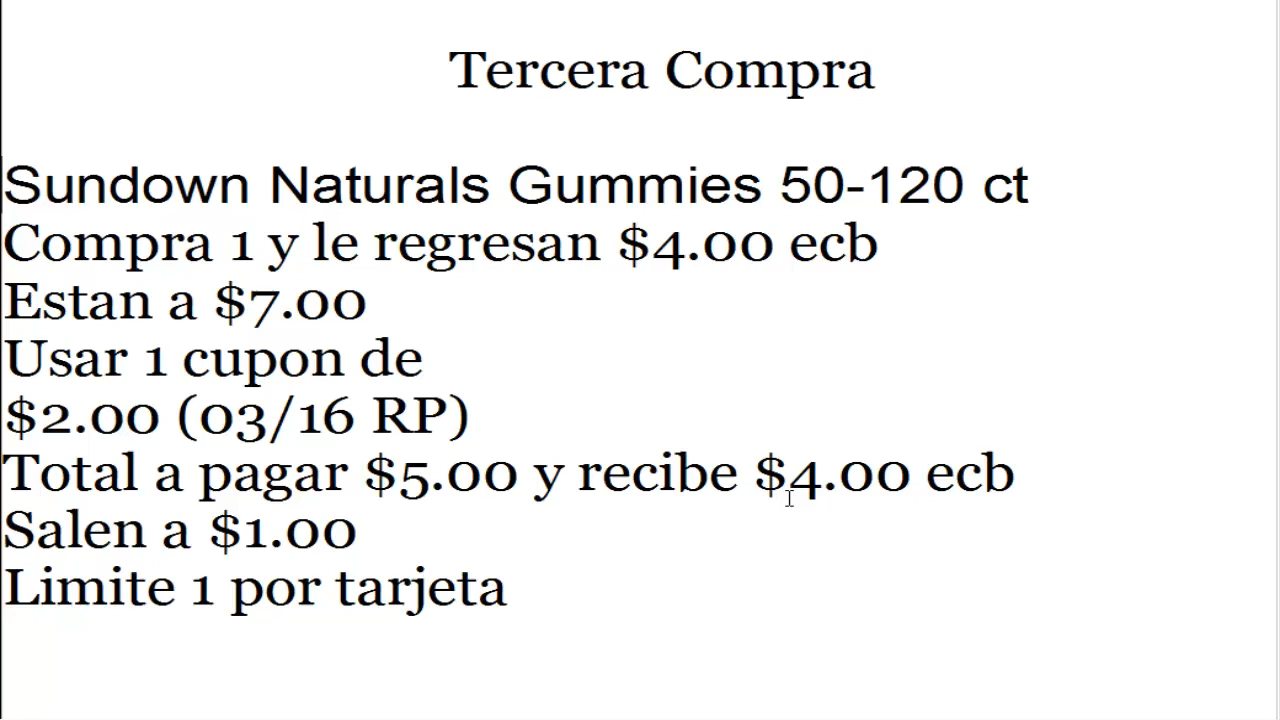 Tercera Compra
Sundown Naturals Gummies 50-120 ct
Compra 1 y le regresan $4.00 ecb
Estan a $7.00
Usar 1 cupon de
$2.00 (03/16 RP)
Total a pagar $5.00 y recibe $4.00 ecb
Salen a $1.00
Limite 1 por tarjeta